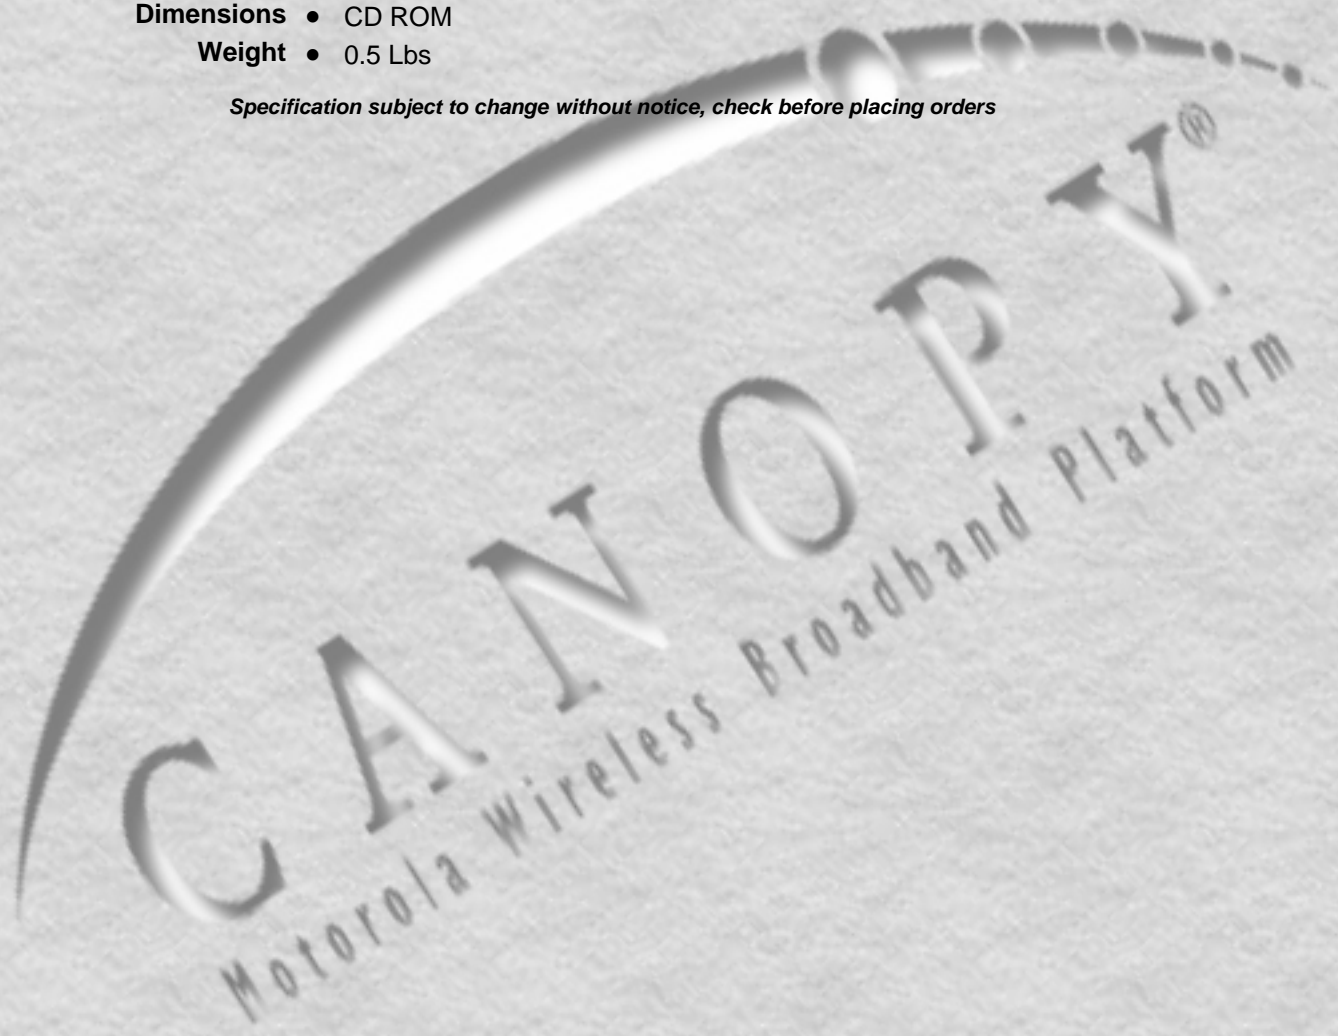 Dimensions ● CD ROM
Weight ● 0.5 Lbs
Specification subject to change without notice, check before placing orders
CANOPY®
Motorola Wireless Broadband Platform